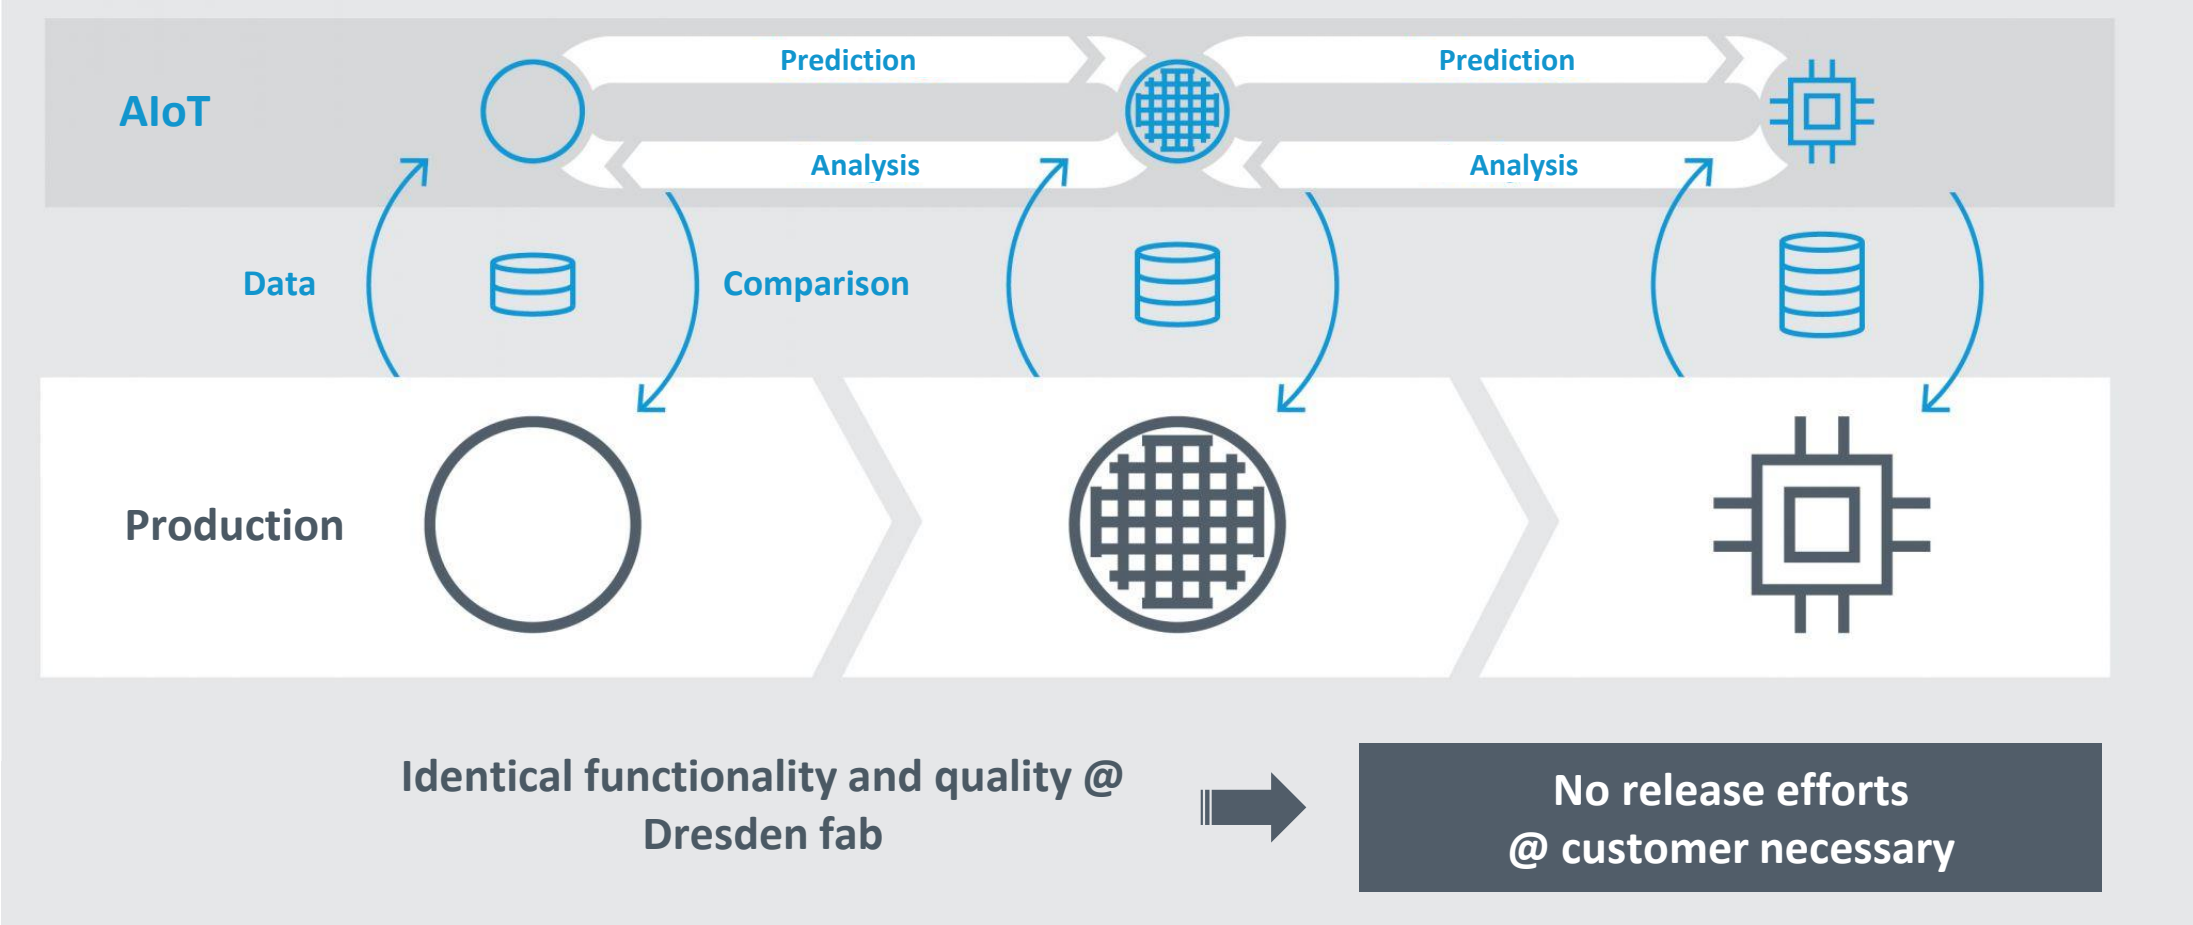 Prediction
Prediction
AIoT
Analysis
Analysis
Data
Comparison
Production
Identical functionality and quality @
Dresden fab
No release efforts
@ customer necessary